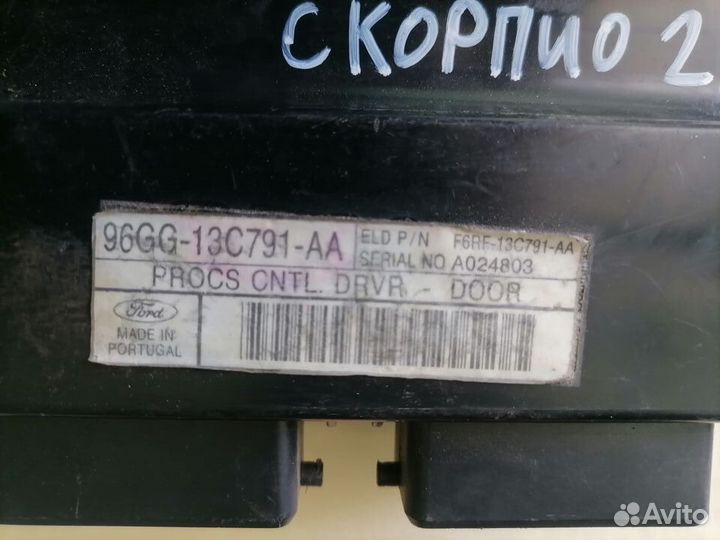 СКОРПИО 2
96GG-13C791-AA
ELD P/N F6RF-13C791-AA
SERIAL NO A024803
PROCS CNTL. DRVR - DOOR
Ford
MADE IN
PORTUGAL
Avito